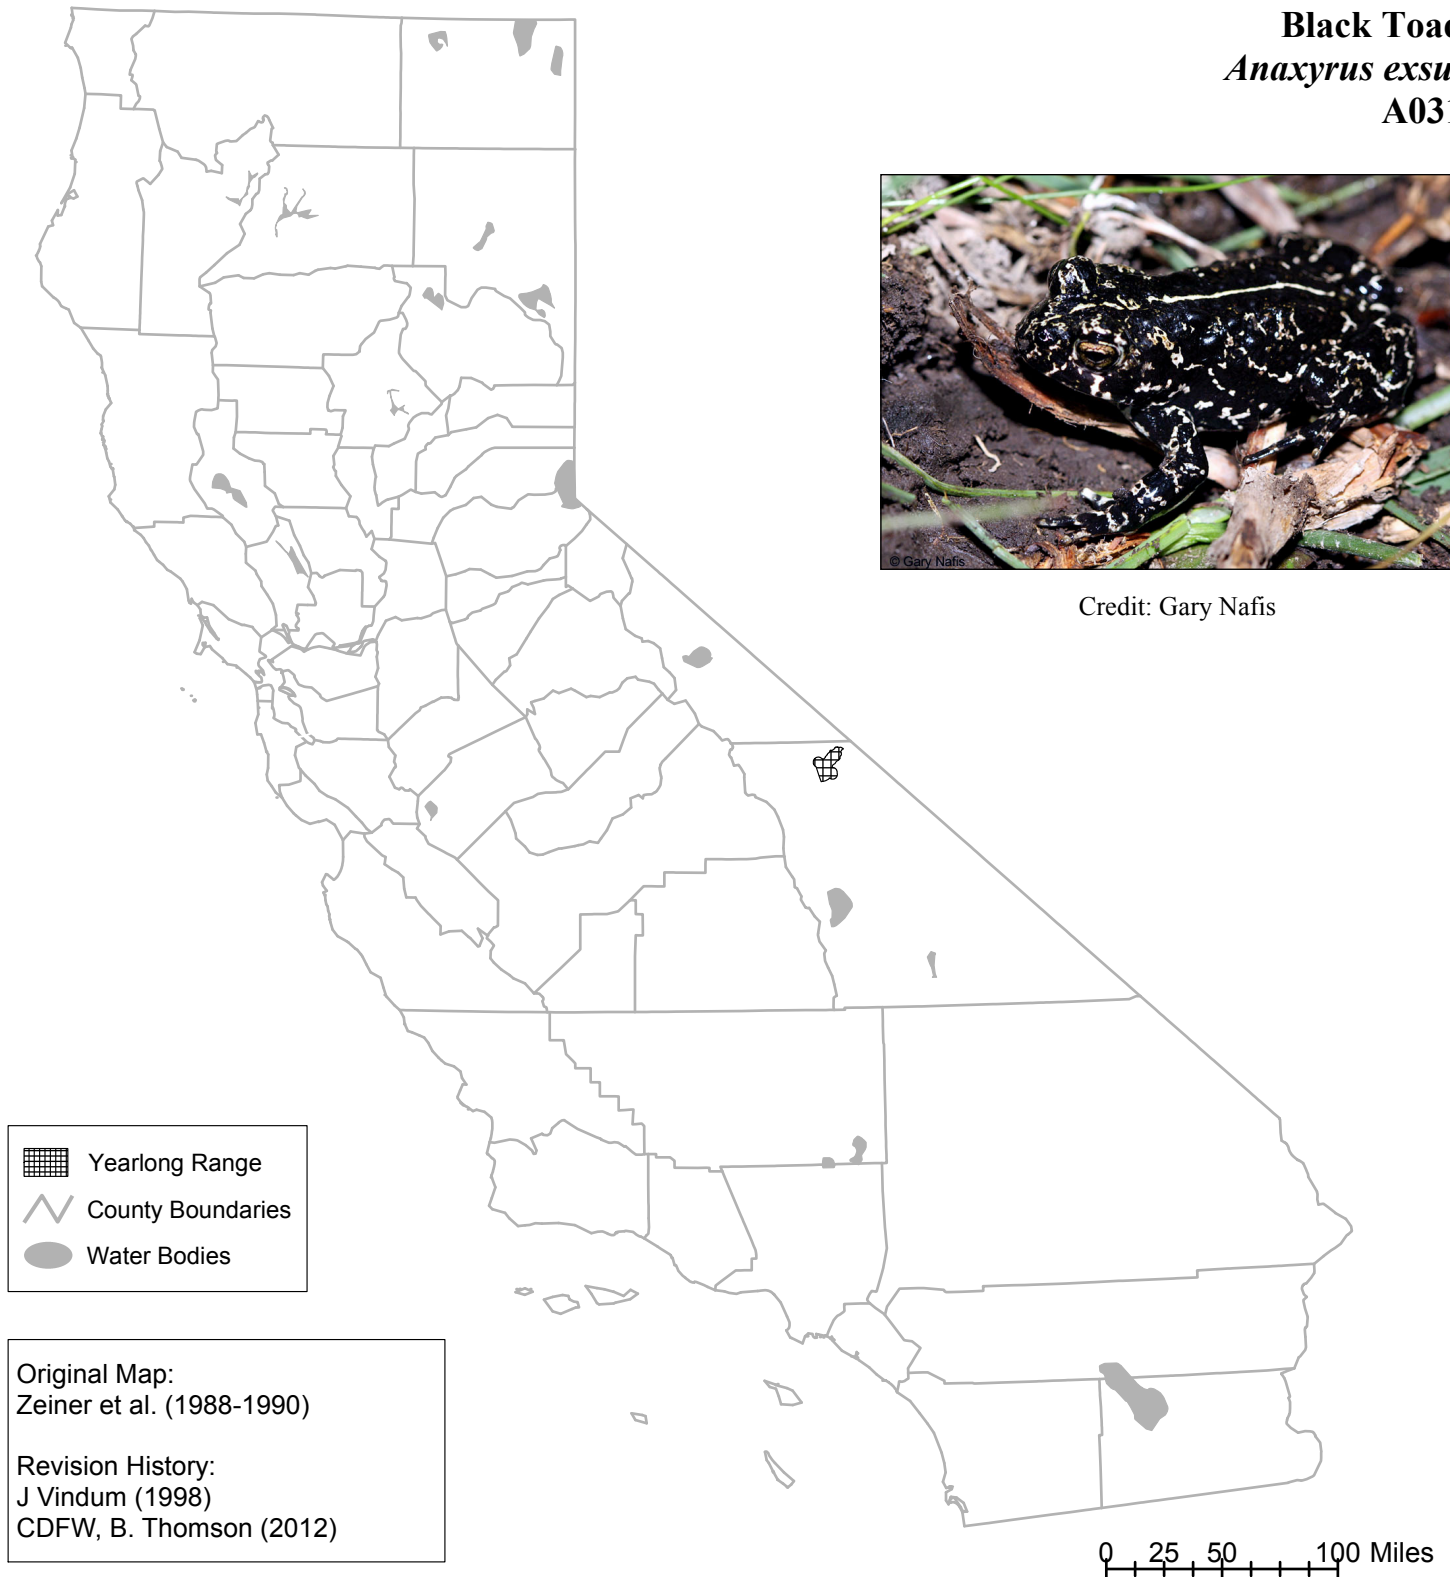 Black Toad
Anaxyrus exsu
A031
© Gary Nafis
Credit: Gary Nafis
Yearlong Range
County Boundaries
Water Bodies
Original Map:
Zeiner et al. (1988-1990)
Revision History:
J Vindum (1998)
CDFW, B. Thomson (2012)
0 25 50 100 Miles